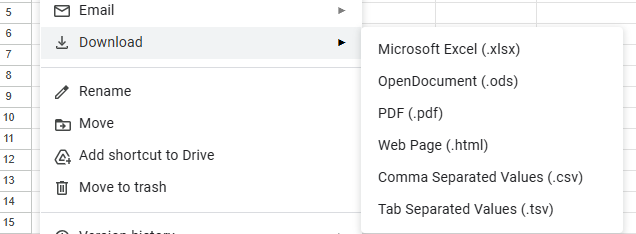 5
6
7
8
9
10
11
12
13
14
15
Email
Download
Rename
Move
Add shortcut to Drive
Move to trash
Version history
Microsoft Excel (.xlsx)
OpenDocument (.ods)
PDF (.pdf)
Web Page (.html)
Comma Separated Values (.csv)
Tab Separated Values (.tsv)